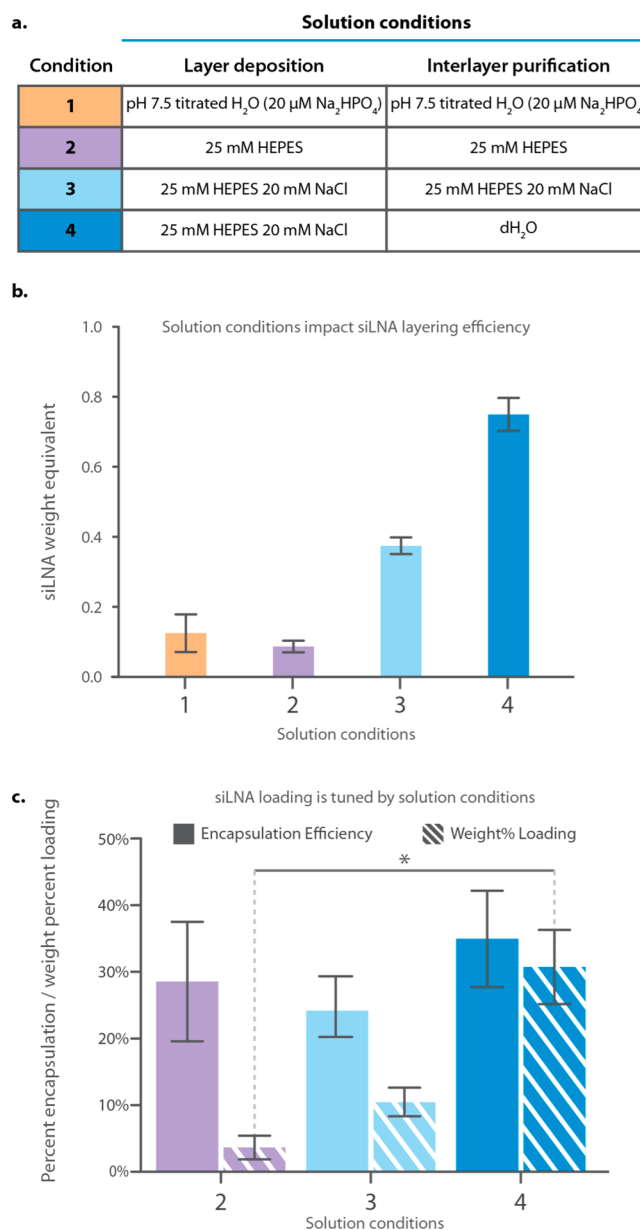 a.
Solution conditions
Condition Layer deposition Interlayer purification
1 pH 7.5 titrated H₂O (20 µM Na₂HPO₄) pH 7.5 titrated H₂O (20 µM Na₂HPO₄
2 25 mM HEPES 25 mM HEPES
3 25 mM HEPES 20 mM NaCl 25 mM HEPES 20 mM NaCl
4 25 mM HEPES 20 mM NaCl dH₂O
b.
Solution conditions impact siLNA layering efficiency
siLNA weight equivalent
1.0
0.8
0.6
0.4
0.2
0.0
1 2 3 4
Solution conditions
c.
siLNA loading is tuned by solution conditions
Percent encapsulation / weight percent loading
Encapsulation Efficiency Weight% Loading
*
50%
40%
30%
20%
10%
0%
2 3 4
Solution conditions